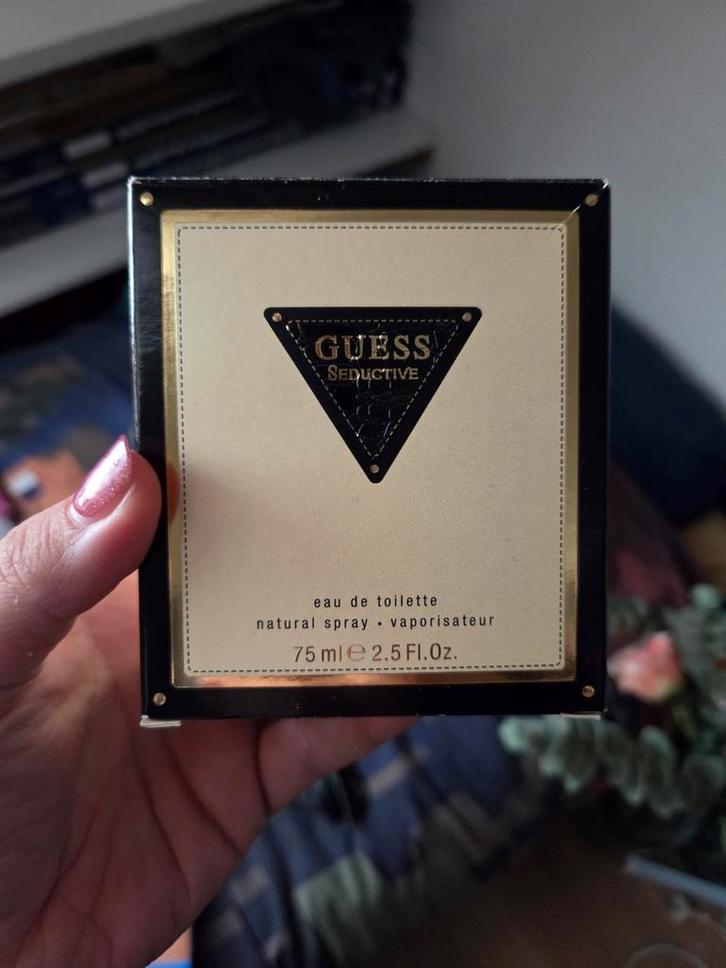 GUESS
SEDUCTIVE
eau de toilette
natural spray • vaporisateur
75 ml ℮ 2.5 Fl.Oz.